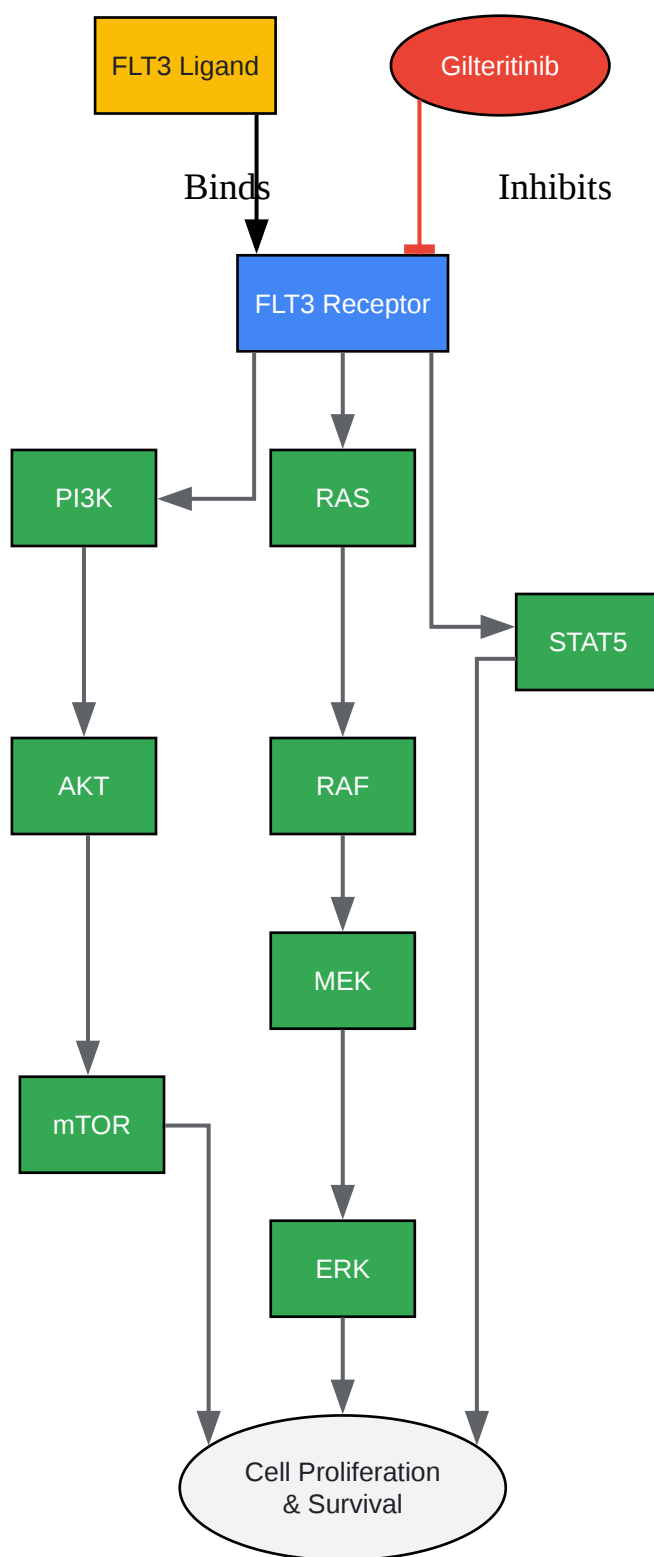 FLT3 Ligand
Gilteritinib
Binds
Inhibits
FLT3 Receptor
PI3K
RAS
STAT5
AKT
RAF
MEK
mTOR
ERK
Cell Proliferation
& Survival